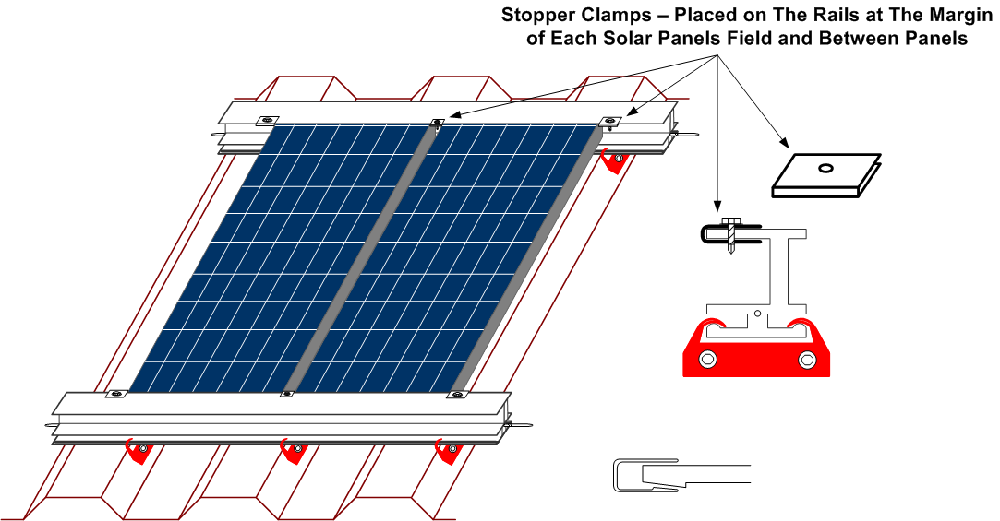 Stopper Clamps – Placed on The Rails at The Margin
of Each Solar Panels Field and Between Panels